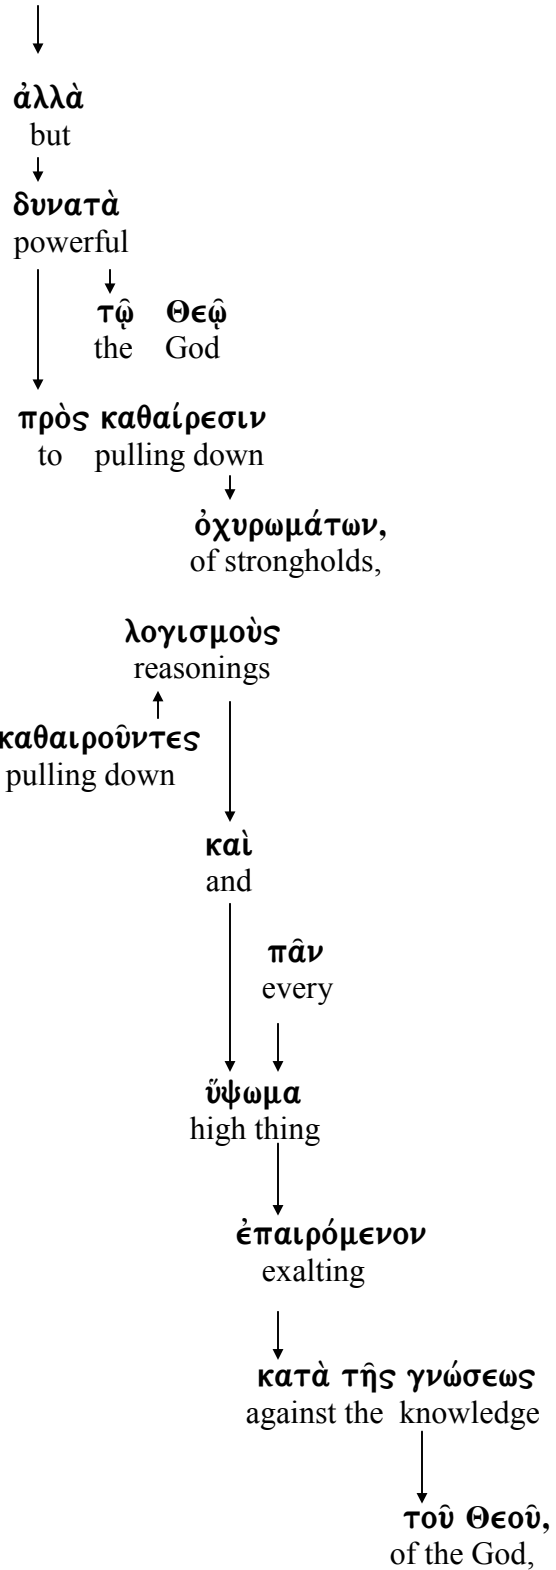 ἀλλὰ
but
δυνατὰ
powerful
τῷ Θεῷ
the God
πρὸς καθαίρεσιν
to pulling down
ὀχυρωμάτων,
of strongholds,
λογισμοὺς
reasonings
καθαιροῦντες
pulling down
καὶ
and
πᾶν
every
ὕψωμα
high thing
ἐπαιρόμενον
exalting
κατὰ τῆς γνώσεως
against the knowledge
τοῦ Θεοῦ,
of the God,